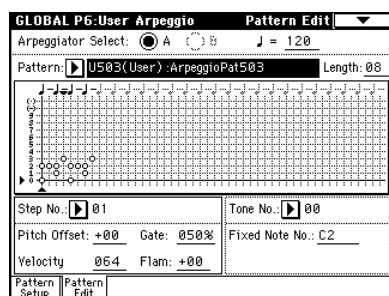 GLOBAL P6:User Arpeggio Pattern Edit
Arpeggiator Select: A B ♩ = 120
Pattern: U503(User) :ArpeggioPat503 Length: 08
Step No.: 01 Tone No.: 00
Pitch Offset: +00 Gate: 050% Fixed Note No.: C2
Velocity 064 Flam: +00
Pattern Setup Pattern Edit